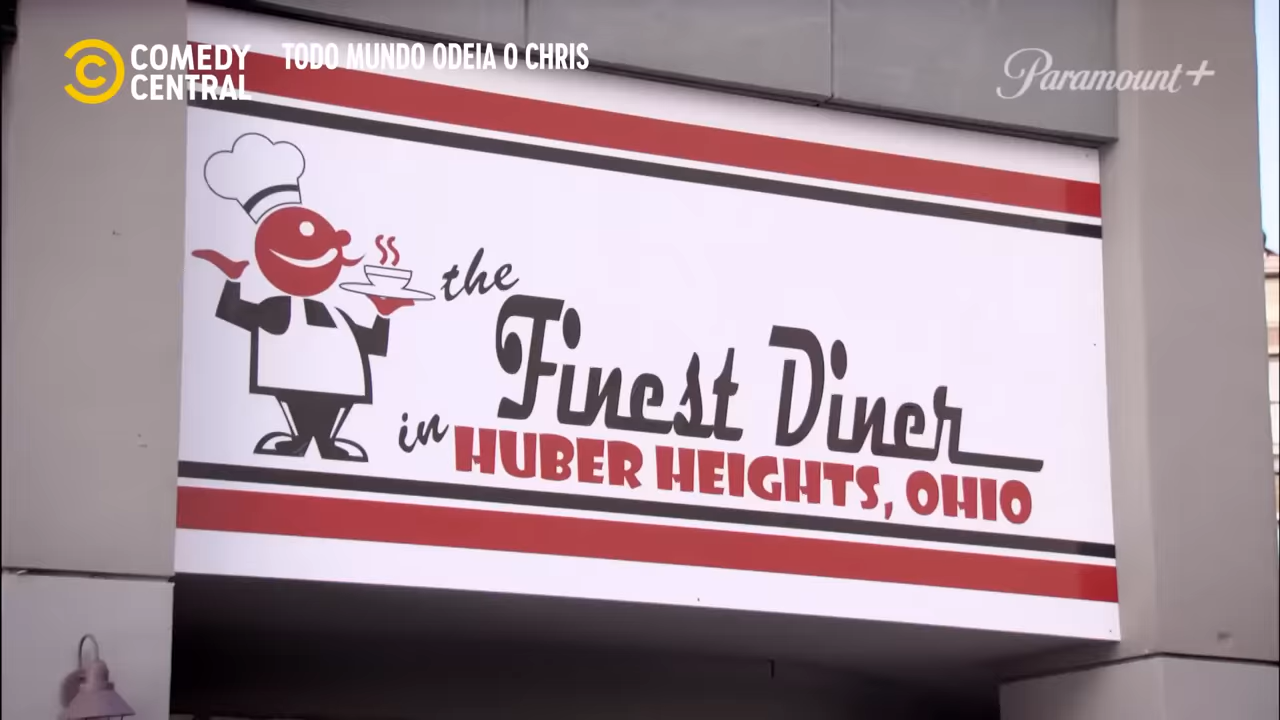 COMEDY
CENTRAL
TODO MUNDO ODEIA O CHRIS
Paramount+
the
Finest Diner
in HUBER HEIGHTS, OHIO